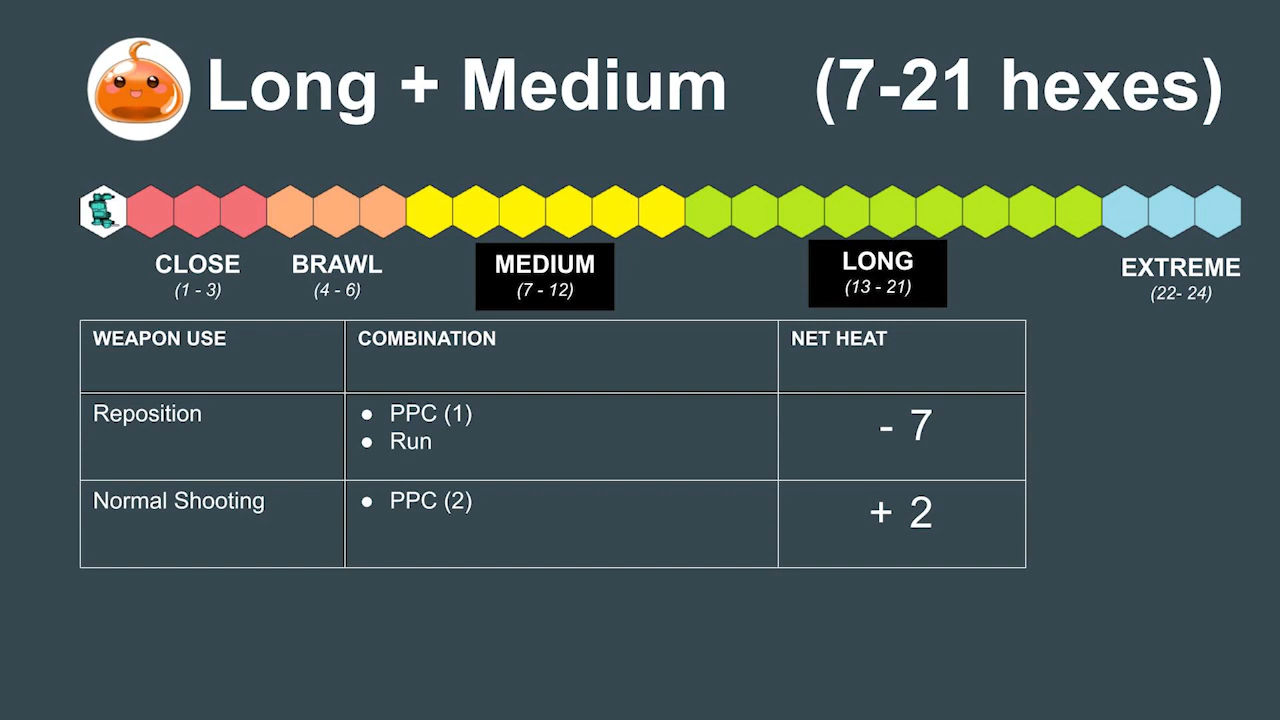 Long + Medium (7-21 hexes)
CLOSE BRAWL MEDIUM LONG EXTREME
(1 - 3) (4 - 6) (7 - 12) (13 - 21) (22- 24)
WEAPON USE COMBINATION NET HEAT
Reposition ● PPC (1) - 7
● Run
Normal Shooting ● PPC (2) + 2